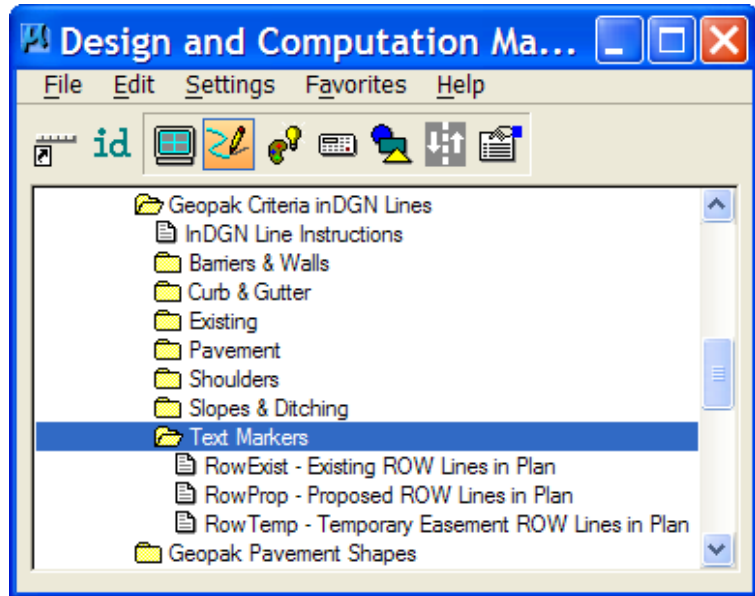 Design and Computation Ma...
File Edit Settings Favorites Help
id
Geopak Criteria inDGN Lines
InDGN Line Instructions
Barriers & Walls
Curb & Gutter
Existing
Pavement
Shoulders
Slopes & Ditching
Text Markers
RowExist - Existing ROW Lines in Plan
RowProp - Proposed ROW Lines in Plan
RowTemp - Temporary Easement ROW Lines in Plan
Geopak Pavement Shapes